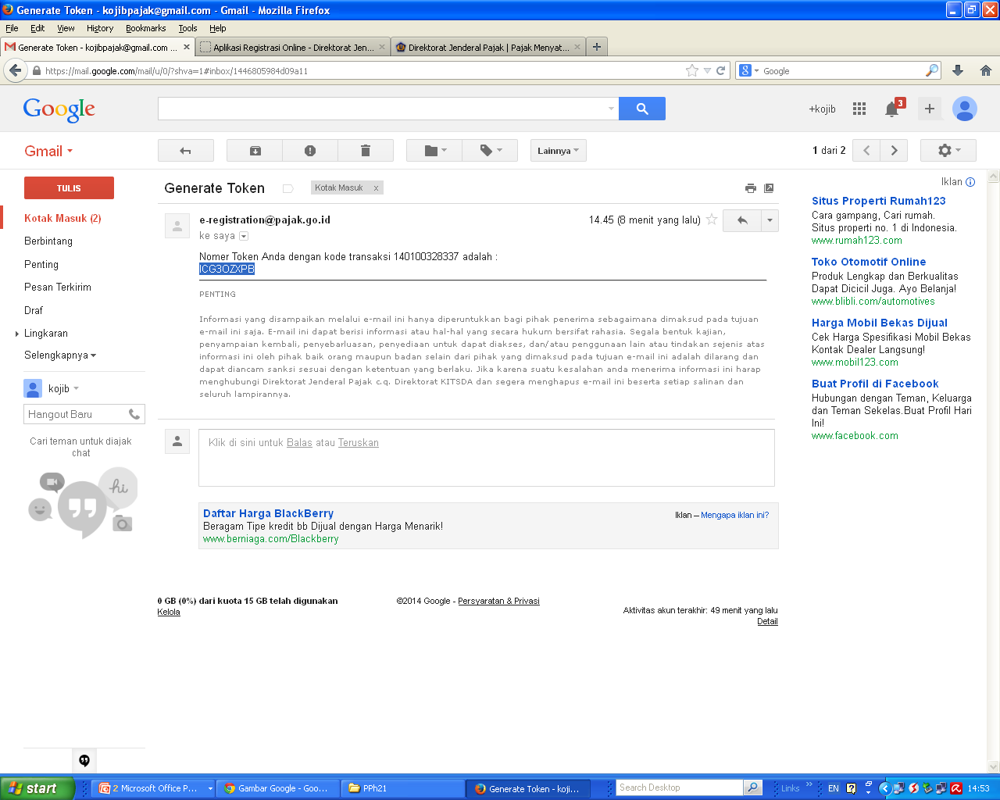 Generate Token - kojibpajak@gmail.com - Gmail - Mozilla Firefox
File Edit View History Bookmarks Tools Help
Generate Token - kojibpajak@gmail.com ... × Aplikasi Registrasi Online - Direktorat Jen... × Direktorat Jenderal Pajak | Pajak Menyat... × +
https://mail.google.com/mail/u/0/?shva=1#inbox/1446805984d09a11 Google
Google
+kojib
3
Gmail
Lainnya
1 dari 2
TULIS
Kotak Masuk (2)
Berbintang
Penting
Pesan Terkirim
Draf
Lingkaran
Selengkapnya
kojib
Hangout Baru
Cari teman untuk diajak
chat
hi
Generate Token
Kotak Masuk x
e-registration@pajak.go.id
14.45 (8 menit yang lalu)
ke saya
Nomer Token Anda dengan kode transaksi 140100328337 adalah :
ICG3OZXPB
PENTING
Informasi yang disampaikan melalui e-mail ini hanya diperuntukkan bagi pihak penerima sebagaimana dimaksud pada tujuan
e-mail ini saja. E-mail ini dapat berisi informasi atau hal-hal yang secara hukum bersifat rahasia. Segala bentuk kajian,
penyampaian kembali, penyebarluasan, penyediaan untuk dapat diakses, dan/atau penggunaan lain atau tindakan sejenis atas
informasi ini oleh pihak baik orang maupun badan selain dari pihak yang dimaksud pada tujuan e-mail ini adalah dilarang dan
dapat diancam sanksi sesuai dengan ketentuan yang berlaku. Jika karena suatu kesalahan anda menerima informasi ini harap
menghubungi Direktorat Jenderal Pajak c.q. Direktorat KITSDA dan segera menghapus e-mail ini beserta setiap salinan dan
seluruh lampirannya.
Klik di sini untuk Balas atau Teruskan
Daftar Harga BlackBerry
Iklan – Mengapa iklan ini?
Beragam Tipe kredit bb Dijual dengan Harga Menarik!
www.berniaga.com/Blackberry
Iklan
Situs Properti Rumah123
Cara gampang, Cari rumah.
Situs properti no. 1 di Indonesia.
www.rumah123.com
Toko Otomotif Online
Produk Lengkap dan Berkualitas
Dapat Dicicil Juga. Ayo Belanja!
www.blibli.com/automotives
Harga Mobil Bekas Dijual
Cek Harga Spesifikasi Mobil Bekas
Kontak Dealer Langsung!
www.mobil123.com
Buat Profil di Facebook
Hubungan dengan Teman, Keluarga
dan Teman Sekelas.Buat Profil Hari
Ini!
www.facebook.com
0 GB (0%) dari kuota 15 GB telah digunakan
Kelola
©2014 Google - Persyaratan & Privasi
Aktivitas akun terakhir: 49 menit yang lalu
Detail
start 2 Microsoft Office P... Gambar Google - Goo... PPh21 Generate Token - koji... Search Desktop Links EN 14:53